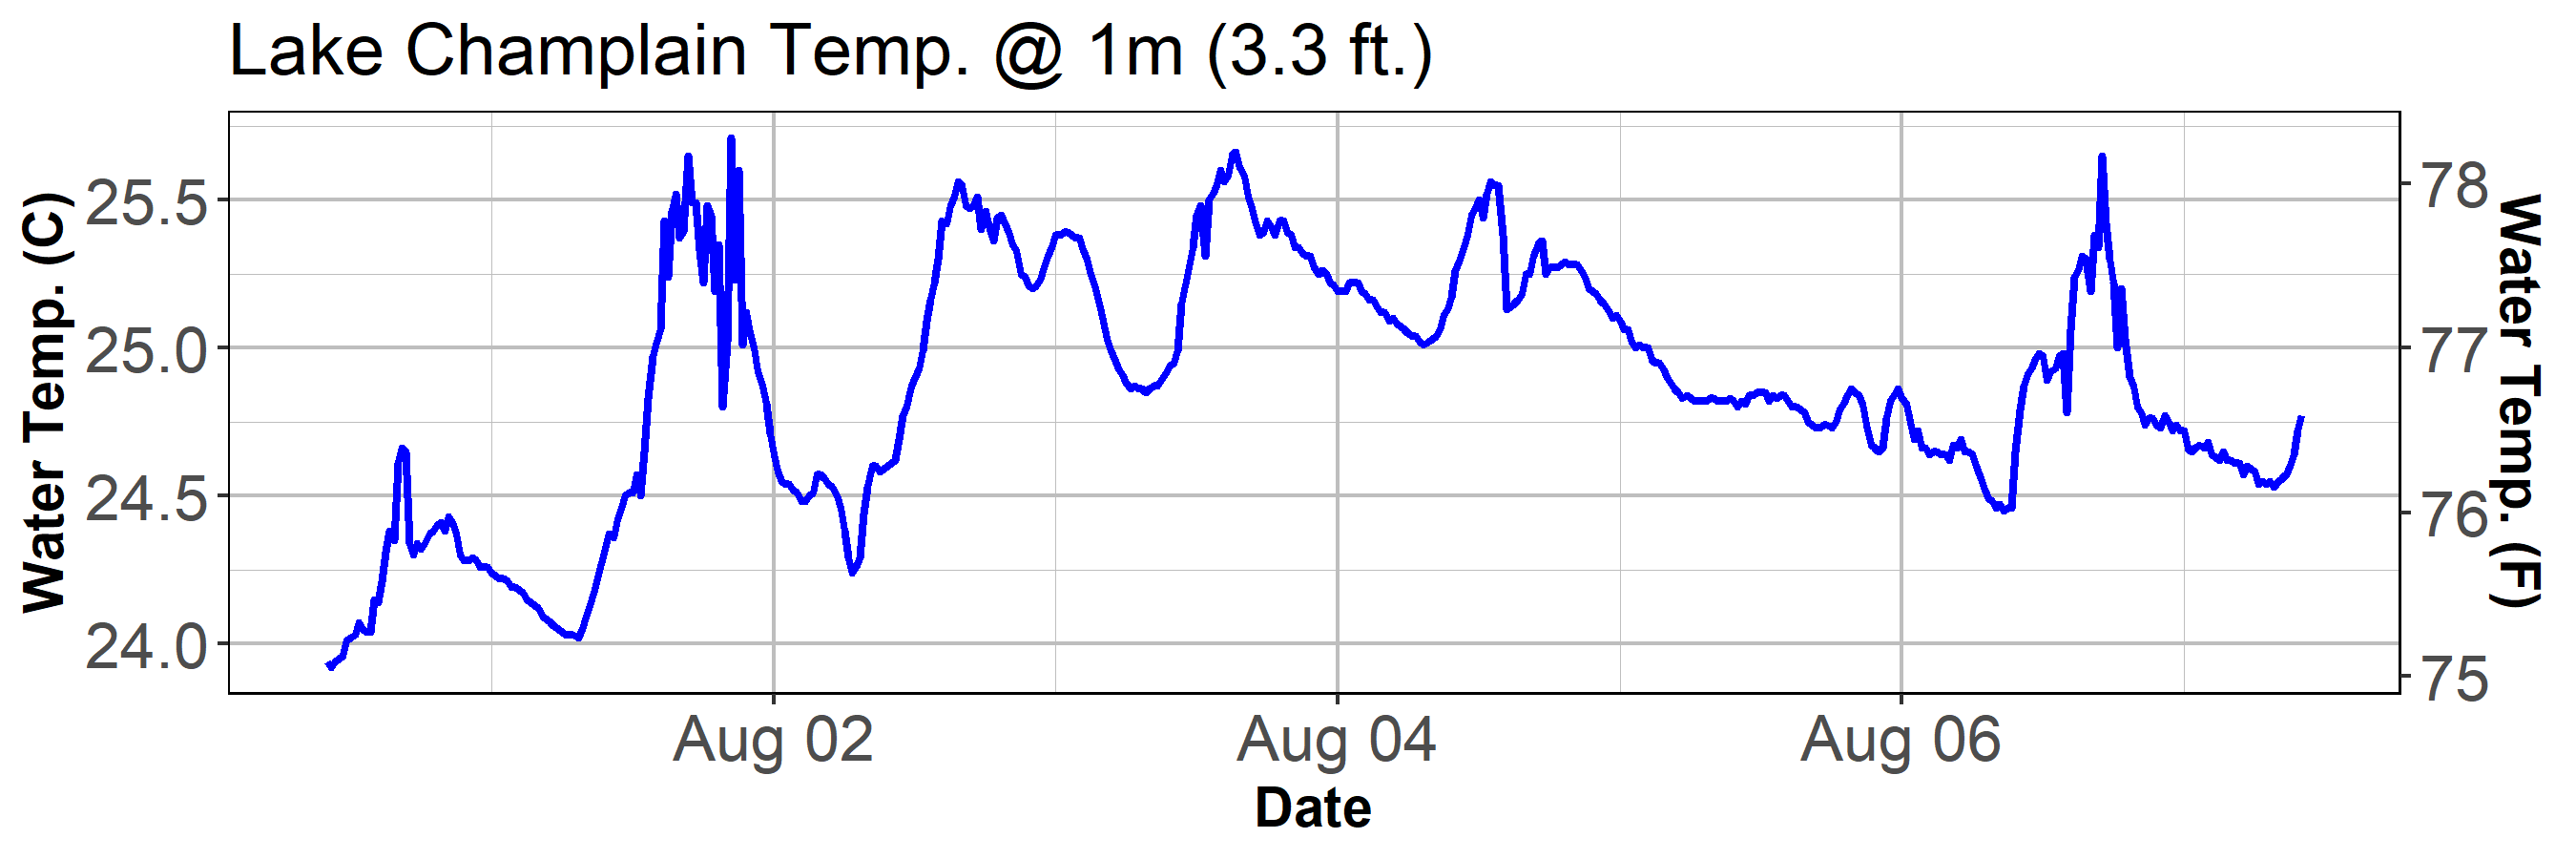 Lake Champlain Temp. @ 1m (3.3 ft.)
Water Temp. (C)
25.5
25.0
24.5
24.0
78
77
76
75
Water Temp. (F)
Aug 02
Aug 04
Aug 06
Date